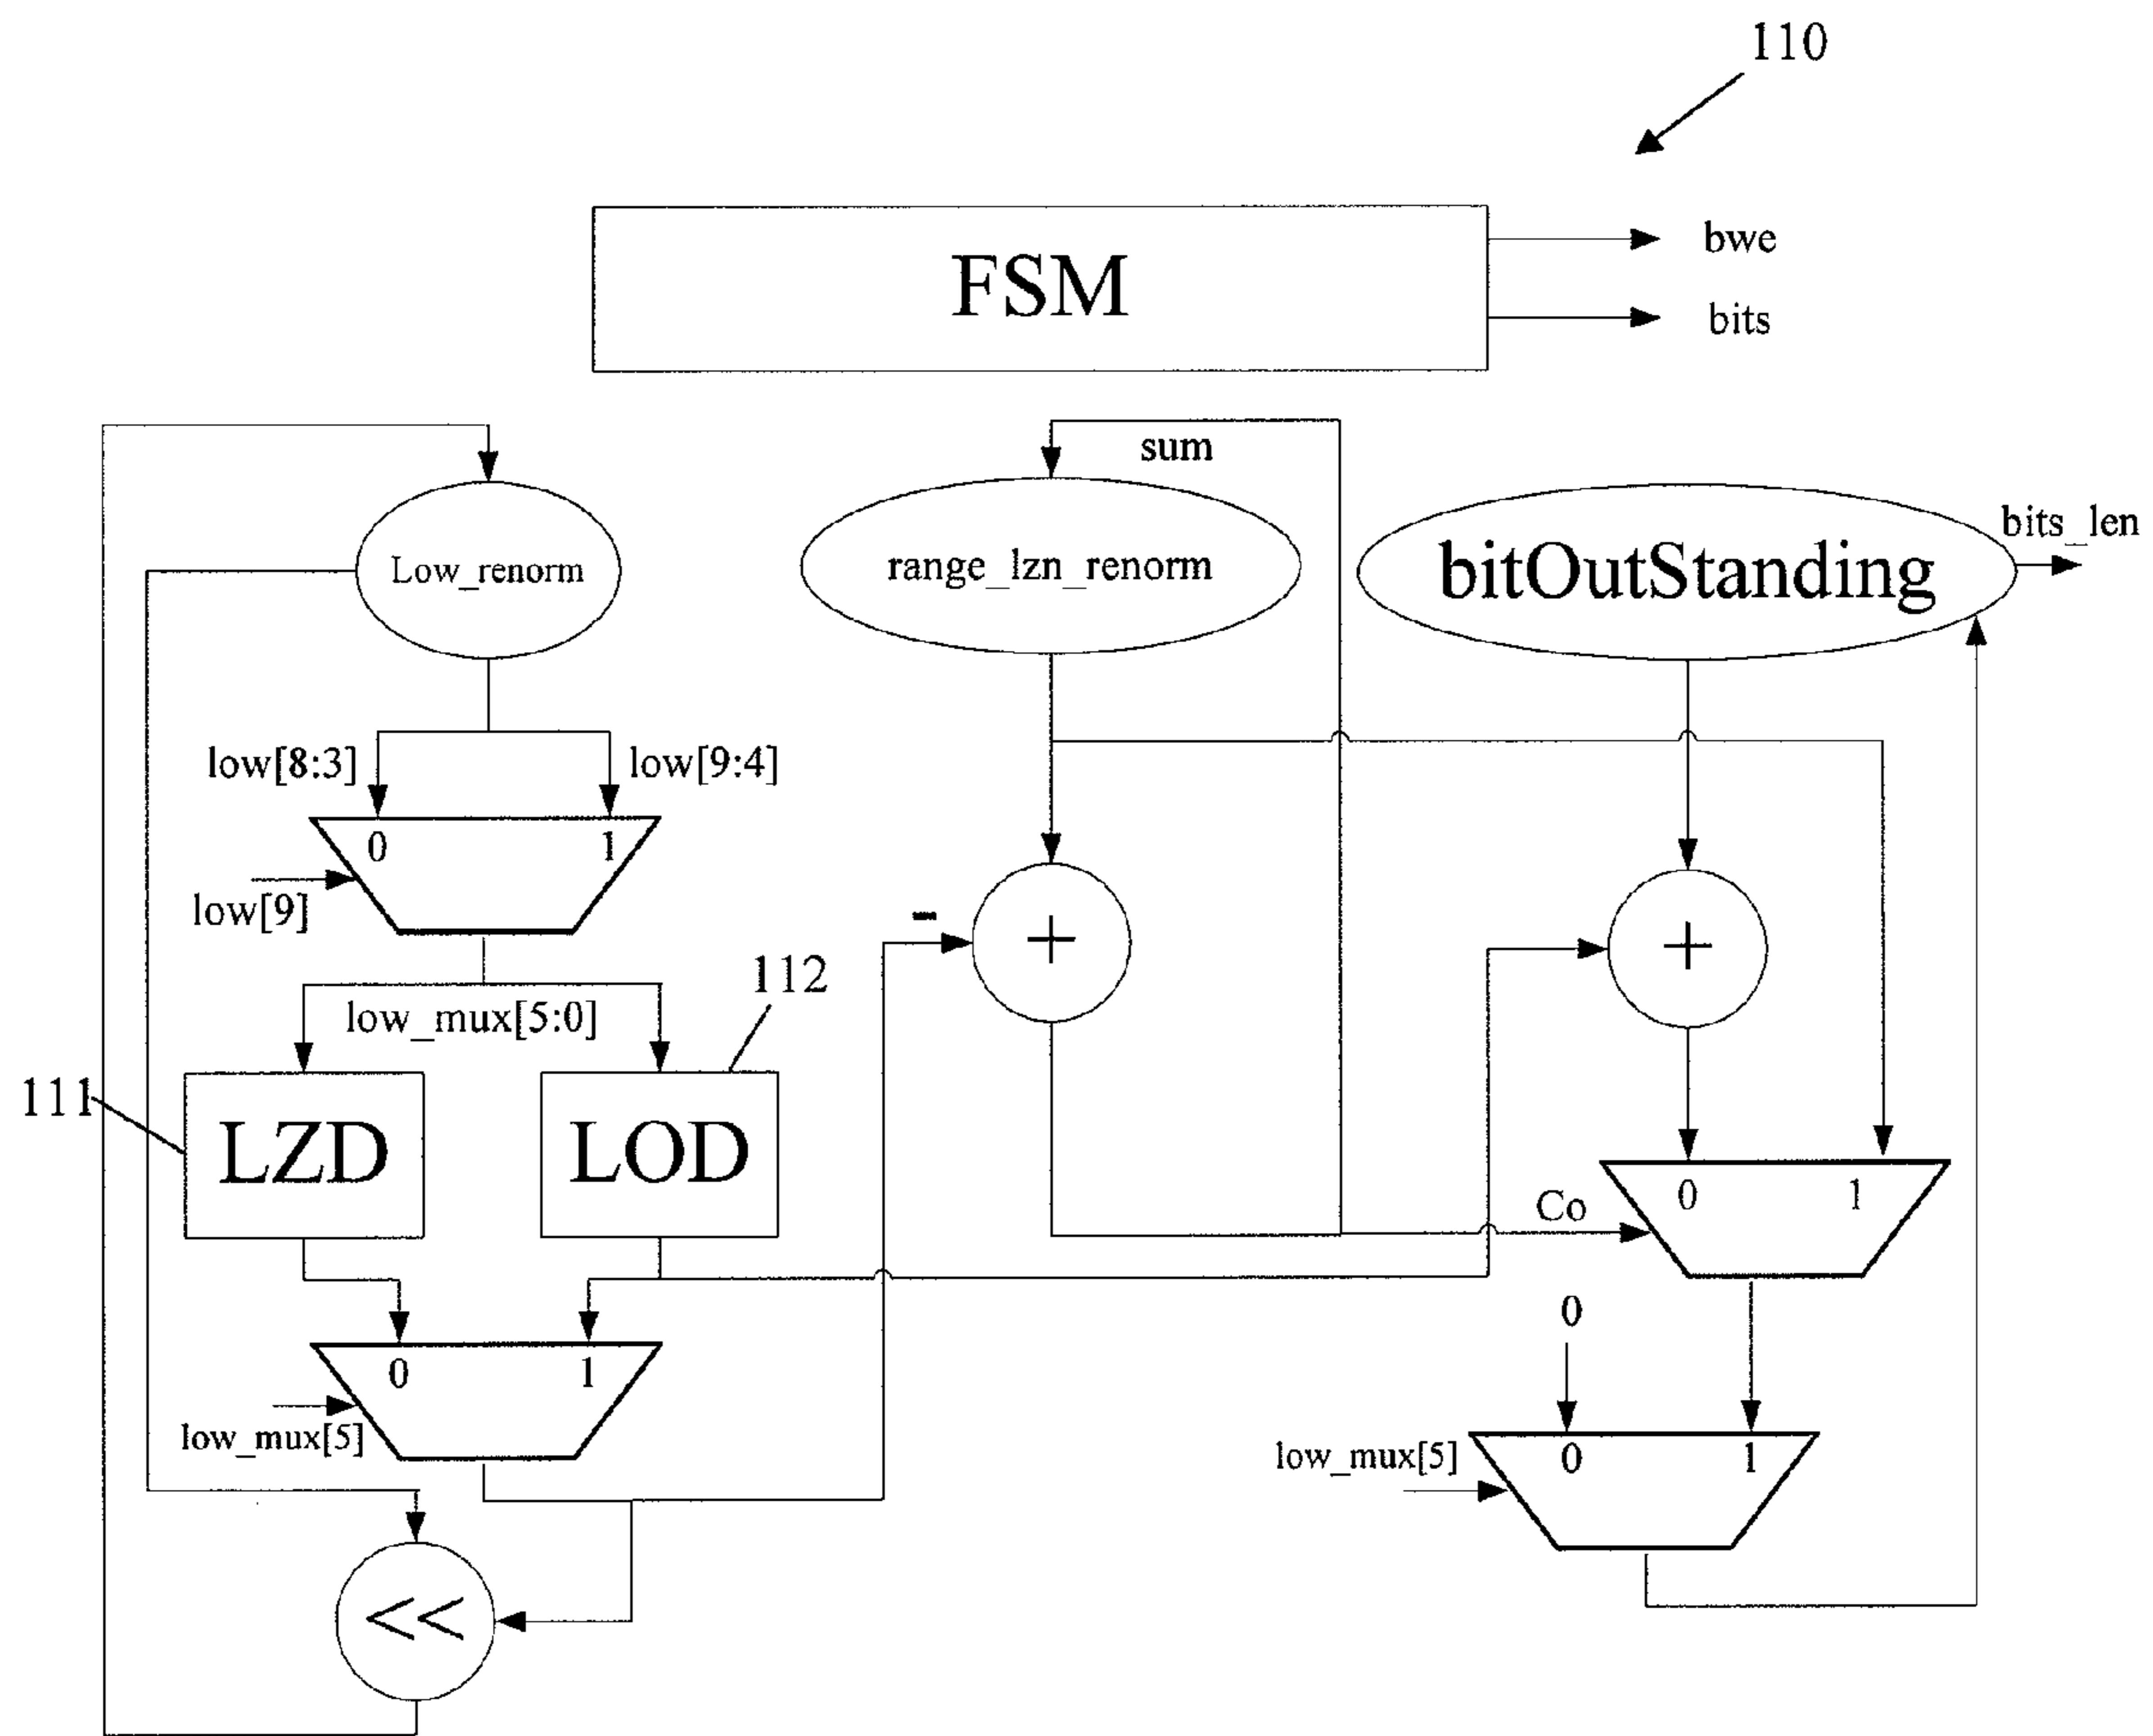 110
FSM
bwe
bits
sum
Low_renorm
range_lzn_renorm
bitOutStanding
bits_len
low[8:3]
low[9:4]
0
1
low[9]
-
+
+
low_mux[5:0]
112
111
LZD
LOD
0
1
Co
0
0
1
low_mux[5]
0
1
low_mux[5]
<<